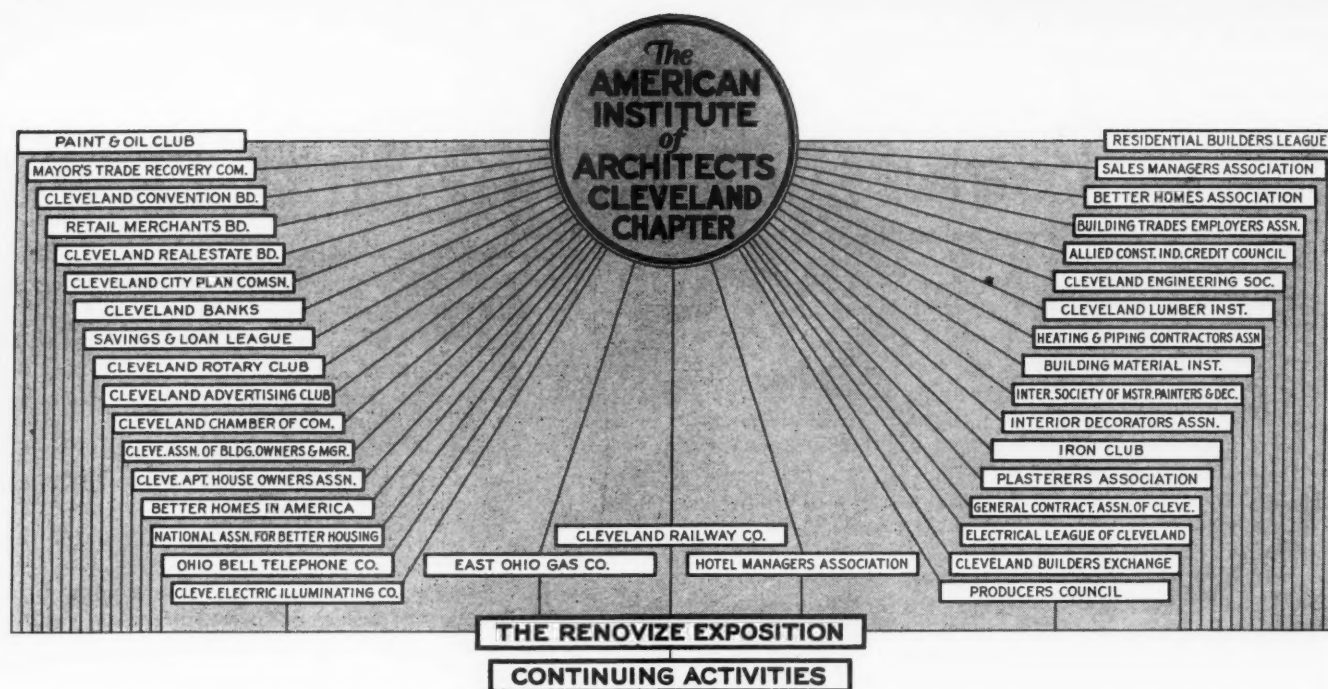 The
AMERICAN
INSTITUTE
of
ARCHITECTS
CLEVELAND
CHAPTER
PAINT & OIL CLUB
MAYOR'S TRADE RECOVERY COM.
CLEVELAND CONVENTION BD.
RETAIL MERCHANTS BD.
CLEVELAND REALESTATE BD.
CLEVELAND CITY PLAN COMSN.
CLEVELAND BANKS
SAVINGS & LOAN LEAGUE
CLEVELAND ROTARY CLUB
CLEVELAND ADVERTISING CLUB
CLEVELAND CHAMBER OF COM.
CLEVE. ASSN. OF BLDG. OWNERS & MGR.
CLEVE. APT. HOUSE OWNERS ASSN.
BETTER HOMES IN AMERICA
NATIONAL ASSN. FOR BETTER HOUSING
OHIO BELL TELEPHONE CO.
CLEVE. ELECTRIC ILLUMINATING CO.
EAST OHIO GAS CO.
CLEVELAND RAILWAY CO.
HOTEL MANAGERS ASSOCIATION
RESIDENTIAL BUILDERS LEAGUE
SALES MANAGERS ASSOCIATION
BETTER HOMES ASSOCIATION
BUILDING TRADES EMPLOYERS ASSN.
ALLIED CONST. IND. CREDIT COUNCIL
CLEVELAND ENGINEERING SOC.
CLEVELAND LUMBER INST.
HEATING & PIPING CONTRACTORS ASSN
BUILDING MATERIAL INST.
INTER. SOCIETY OF MSTR. PAINTERS & DEC.
INTERIOR DECORATORS ASSN.
IRON CLUB
PLASTERERS ASSOCIATION
GENERAL CONTRACT. ASSN. OF CLEVE.
ELECTRICAL LEAGUE OF CLEVELAND
CLEVELAND BUILDERS EXCHANGE
PRODUCERS COUNCIL
THE RENOVIZE EXPOSITION
CONTINUING ACTIVITIES